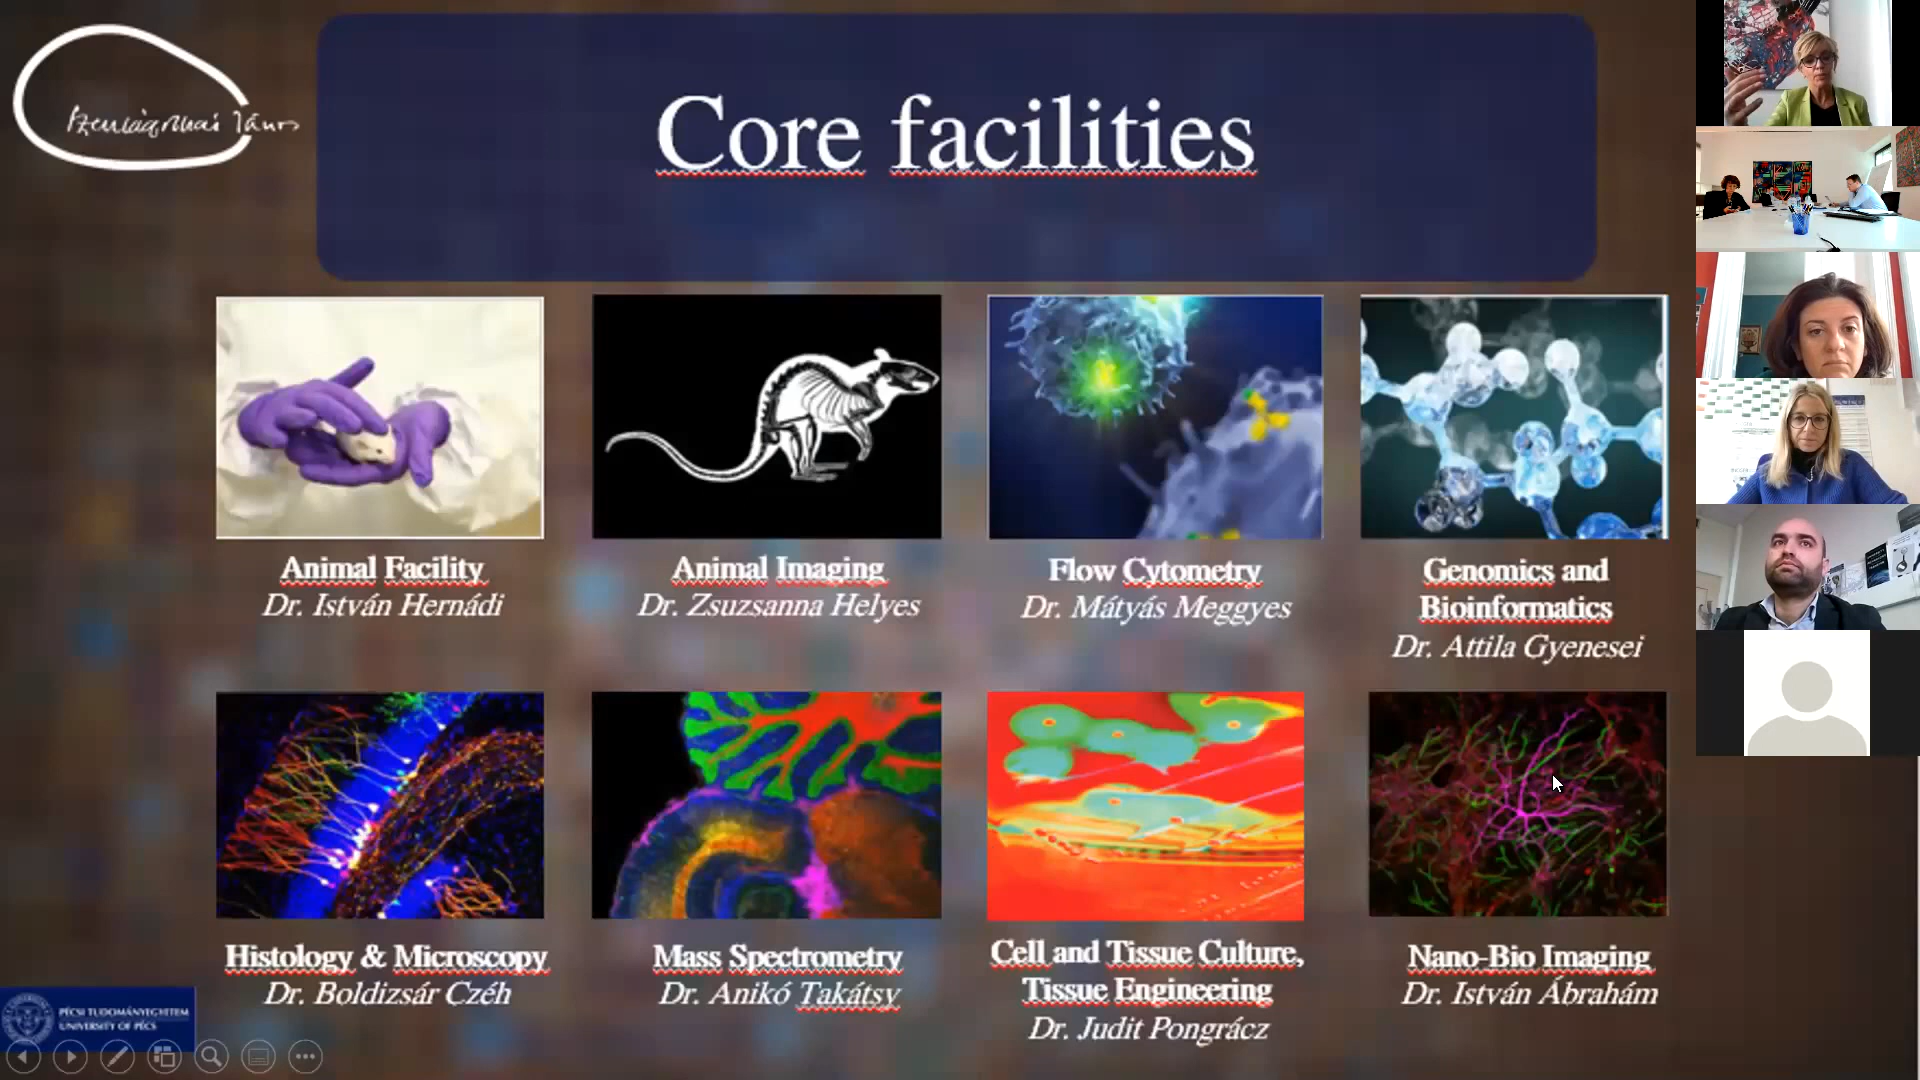 Szentágothai János
Core facilities
Animal Facility
Dr. István Hernádi
Animal Imaging
Dr. Zsuzsanna Helyes
Flow Cytometry
Dr. Mátyás Meggyes
Genomics and
Bioinformatics
Dr. Attila Gyenesei
Histology & Microscopy
Dr. Boldizsár Czéh
Mass Spectrometry
Dr. Anikó Takátsy
Cell and Tissue Culture,
Tissue Engineering
Dr. Judit Pongrácz
Nano-Bio Imaging
Dr. István Ábrahám
PÉCSI TUDOMÁNYEGYETEM
UNIVERSITY OF PÉCS